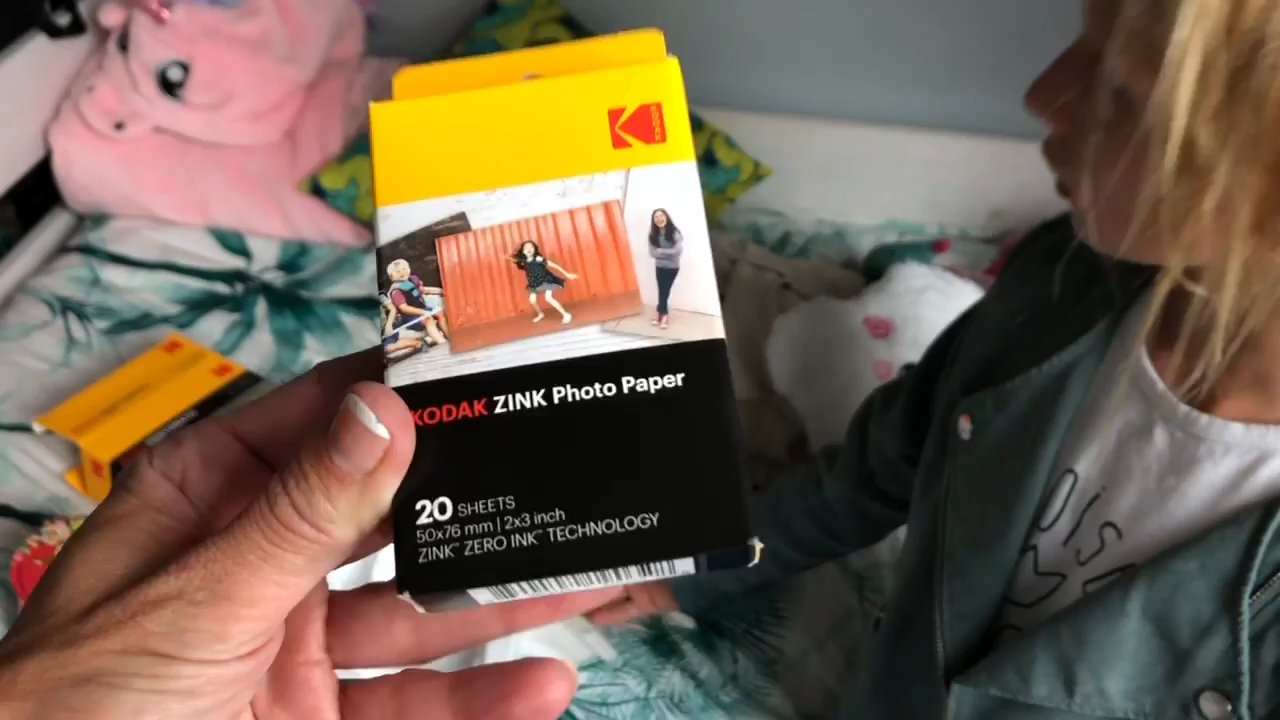 KODAK ZINK Photo Paper
20 SHEETS
50x76 mm | 2x3 inch
ZINK™ ZERO INK™ TECHNOLOGY